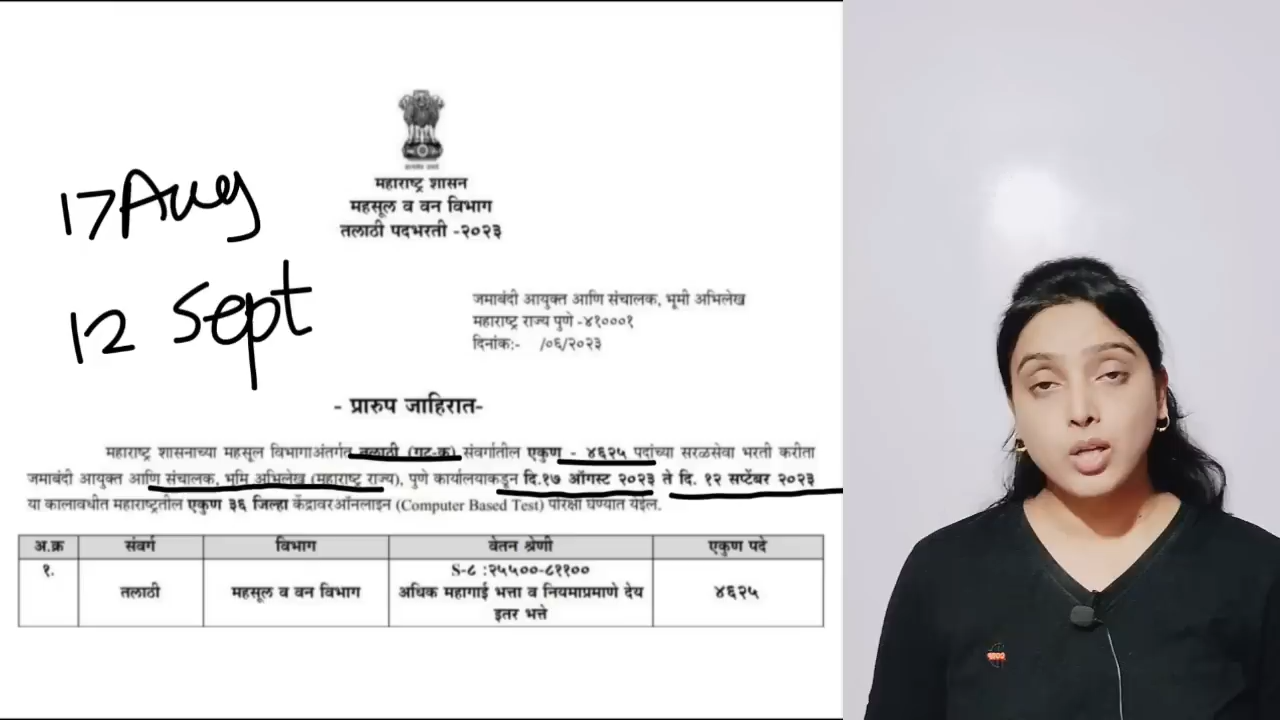 महाराष्ट्र शासन
महसूल व वन विभाग
तलाठी पदभरती -२०२३
17 Aug
12 Sept
जमाबंदी आयुक्त आणि संचालक, भूमी अभिलेख
महाराष्ट्र राज्य पुणे -४१०००१
दिनांक:- /०६/२०२३
- प्रारुप जाहिरात-
महाराष्ट्र शासनाच्या महसूल विभागाअंतर्गत तलाठी (गट-क) संवर्गातील एकुण - ४६२५ पदांच्या सरळसेवा भरती करीता
जमाबंदी आयुक्त आणि संचालक, भूमि अभिलेख (महाराष्ट्र राज्य), पुणे कार्यालयाकडून दि.१७ ऑगस्ट २०२३ ते दि. १२ सप्टेंबर २०२३
या कालावधीत महाराष्ट्रातील एकुण ३६ जिल्हा केंद्रावर ऑनलाईन (Computer Based Test) परिक्षा घेण्यात येईल.
अ.क्र संवर्ग विभाग वेतन श्रेणी एकुण पदे
१. तलाठी महसूल व वन विभाग S-८ :२५५००-८११०० ४६२५
अधिक महागाई भत्ता व नियमाप्रमाणे देय
इतर भत्ते